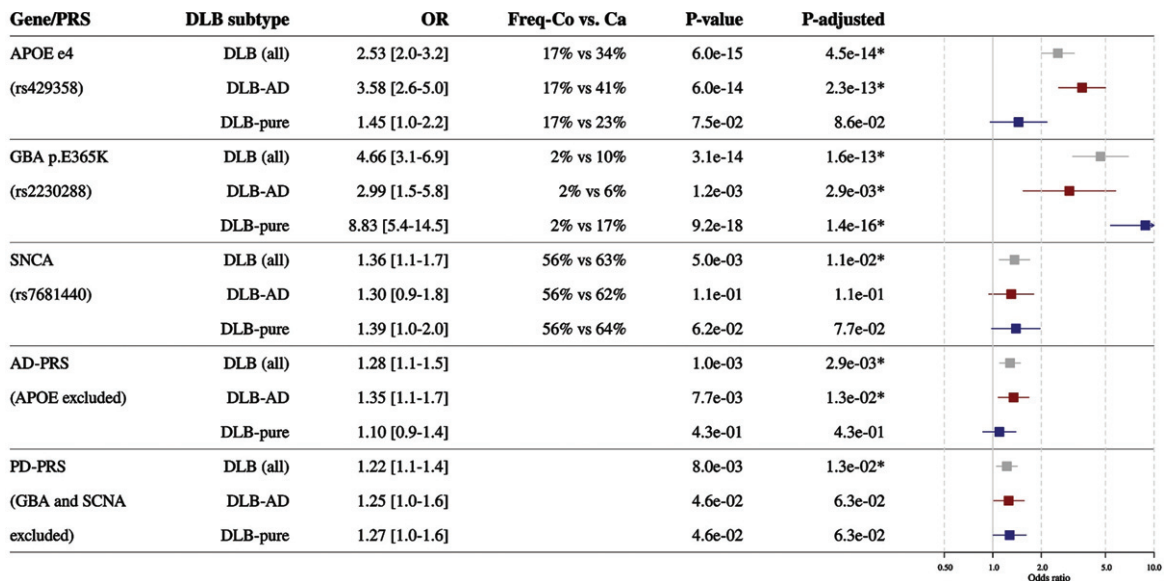 Gene/PRS DLB subtype OR Freq-Co vs. Ca P-value P-adjusted
APOE e4 DLB (all) 2.53 [2.0-3.2] 17% vs 34% 6.0e-15 4.5e-14*
(rs429358) DLB-AD 3.58 [2.6-5.0] 17% vs 41% 6.0e-14 2.3e-13*
DLB-pure 1.45 [1.0-2.2] 17% vs 23% 7.5e-02 8.6e-02
GBA p.E365K DLB (all) 4.66 [3.1-6.9] 2% vs 10% 3.1e-14 1.6e-13*
(rs2230288) DLB-AD 2.99 [1.5-5.8] 2% vs 6% 1.2e-03 2.9e-03*
DLB-pure 8.83 [5.4-14.5] 2% vs 17% 9.2e-18 1.4e-16*
SNCA DLB (all) 1.36 [1.1-1.7] 56% vs 63% 5.0e-03 1.1e-02*
(rs7681440) DLB-AD 1.30 [0.9-1.8] 56% vs 62% 1.1e-01 1.1e-01
DLB-pure 1.39 [1.0-2.0] 56% vs 64% 6.2e-02 7.7e-02
AD-PRS DLB (all) 1.28 [1.1-1.5] 1.0e-03 2.9e-03*
(APOE excluded) DLB-AD 1.35 [1.1-1.7] 7.7e-03 1.3e-02*
DLB-pure 1.10 [0.9-1.4] 4.3e-01 4.3e-01
PD-PRS DLB (all) 1.22 [1.1-1.4] 8.0e-03 1.3e-02*
(GBA and SCNA DLB-AD 1.25 [1.0-1.6] 4.6e-02 6.3e-02
excluded) DLB-pure 1.27 [1.0-1.6] 4.6e-02 6.3e-02
0.50 1.0 2.0 5.0 10.0
Odds ratio